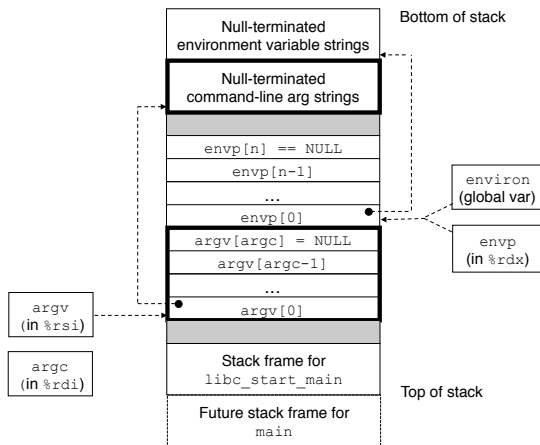 Bottom of stack
Null-terminated
environment variable strings
Null-terminated
command-line arg strings
envp[n] == NULL
envp[n-1]
...
envp[0]
environ
(global var)
envp
(in %rdx)
argv[argc] = NULL
argv[argc-1]
...
argv[0]
argv
(in %rsi)
argc
(in %rdi)
Stack frame for
libc_start_main
Top of stack
Future stack frame for
main